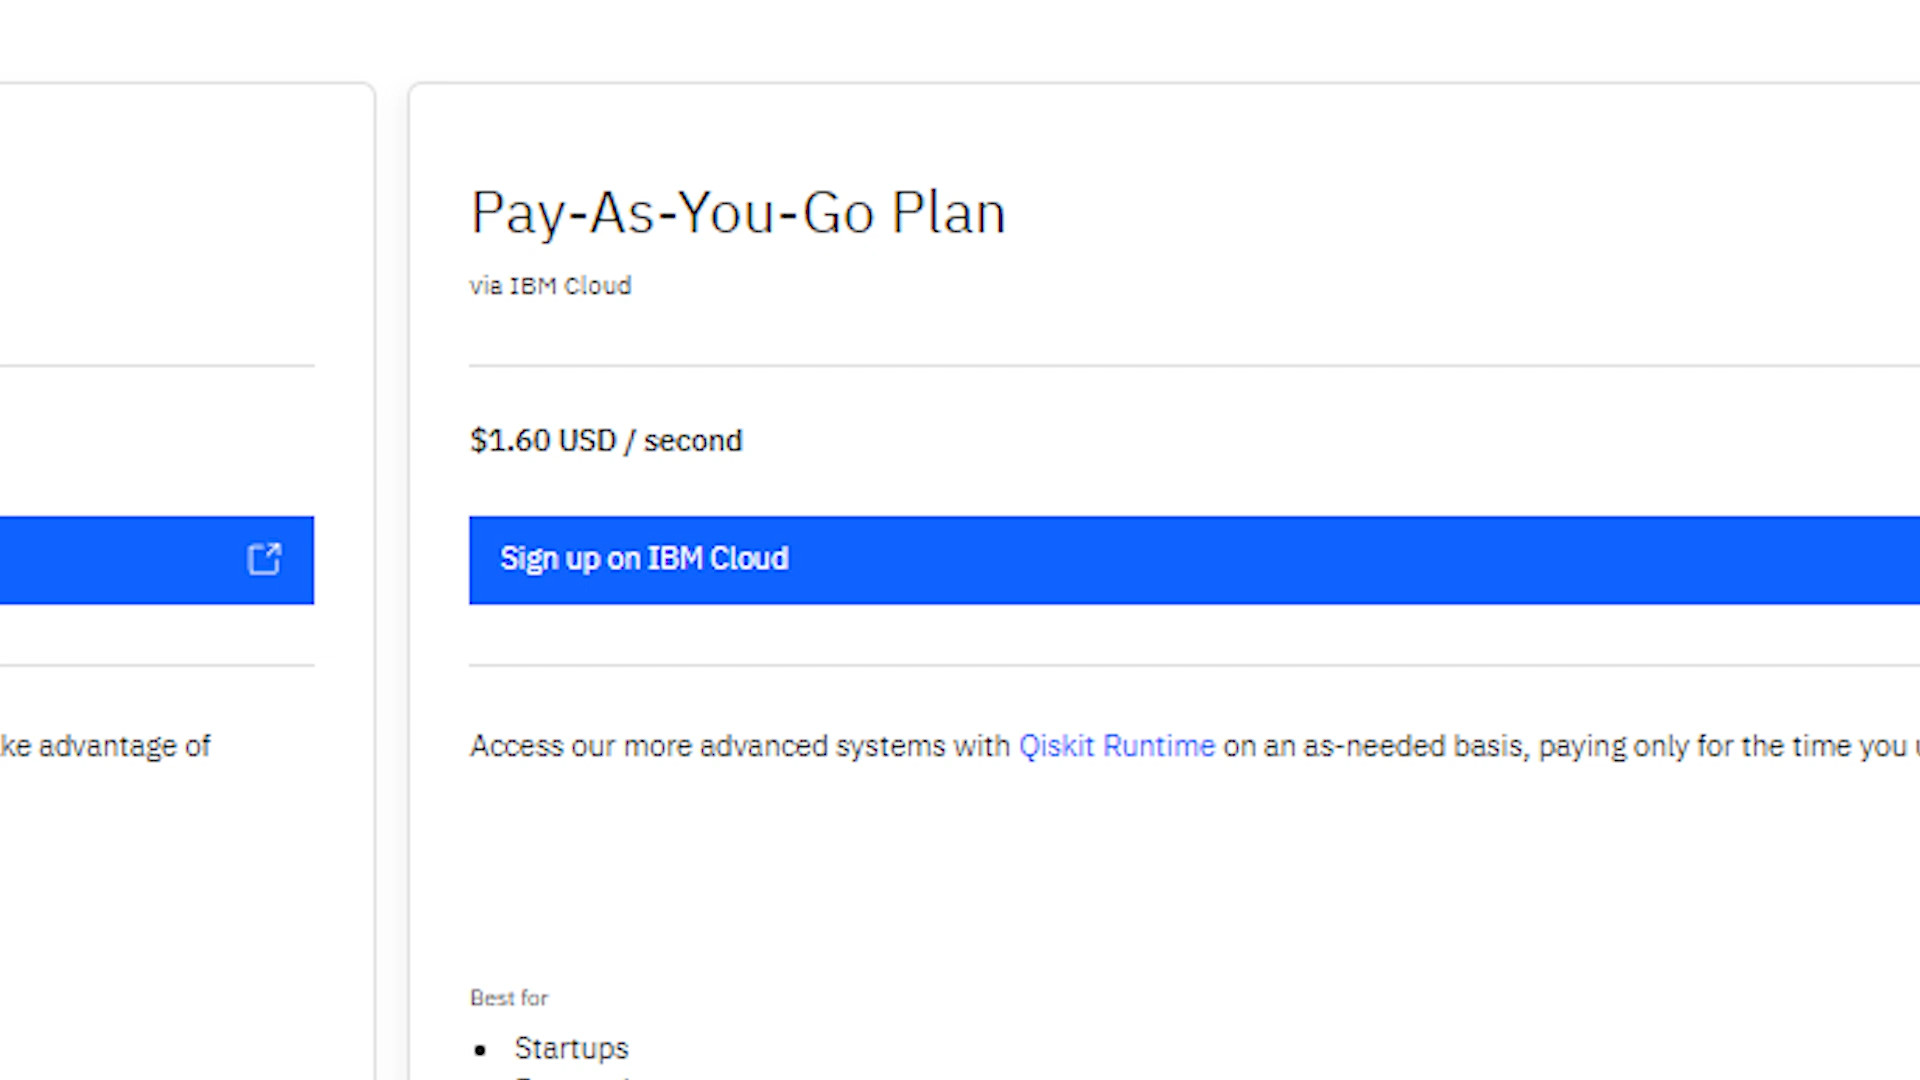 Pay-As-You-Go Plan
via IBM Cloud
$1.60 USD / second
Sign up on IBM Cloud
ke advantage of
Access our more advanced systems with Qiskit Runtime on an as-needed basis, paying only for the time you
Best for
• Startups